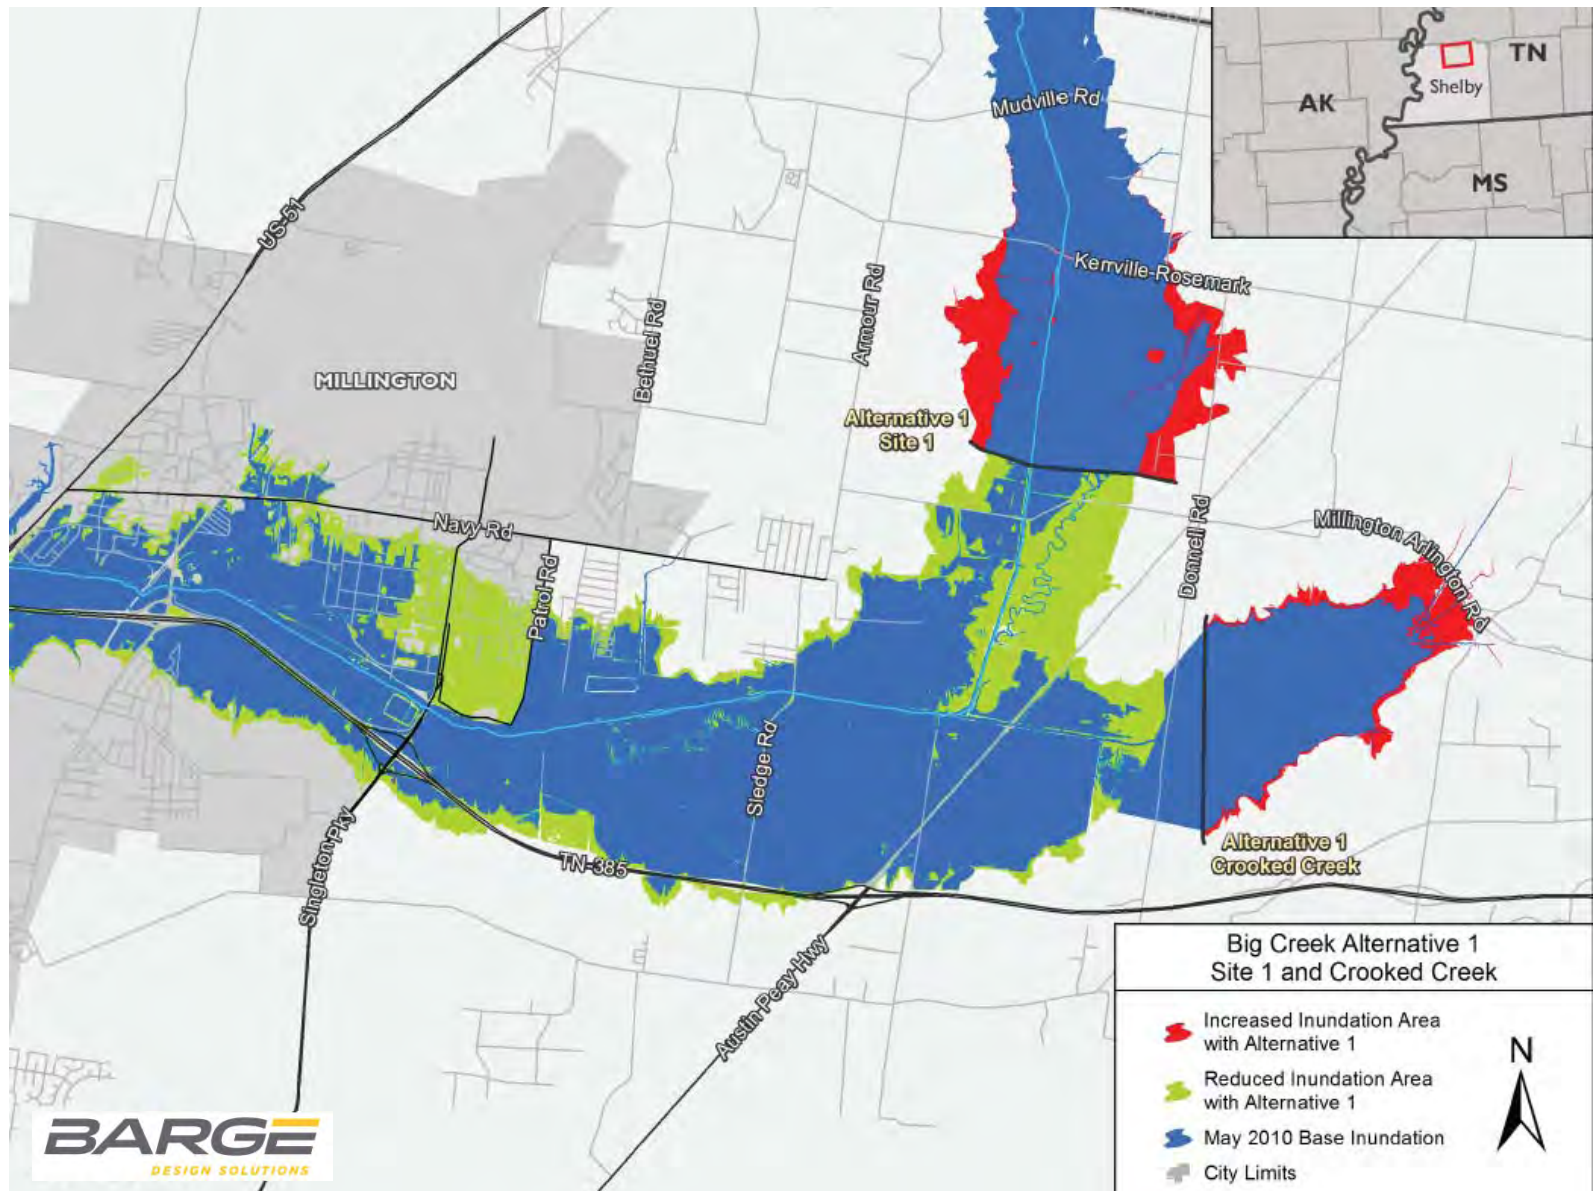 Mudville Rd
TN
Shelby
AK
MS
US-51
Kerrville-Rosemark
Armour Rd
Bethuel Rd
MILLINGTON
Alternative 1
Site 1
Navy Rd
Patrol Rd
Donnell Rd
Millington Arlington Rd
Sledge Rd
Singleton Pky
TN-385
Alternative 1
Crooked Creek
Austin Peay Hwy
Big Creek Alternative 1
Site 1 and Crooked Creek
Increased Inundation Area
with Alternative 1
Reduced Inundation Area
with Alternative 1
May 2010 Base Inundation
City Limits
N
BARGE
DESIGN SOLUTIONS